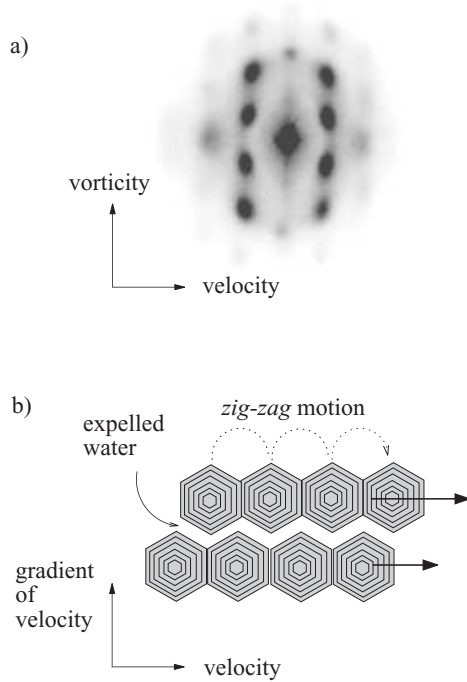 a)
vorticity
velocity
b)
zig-zag motion
expelled
water
gradient
of
velocity
velocity